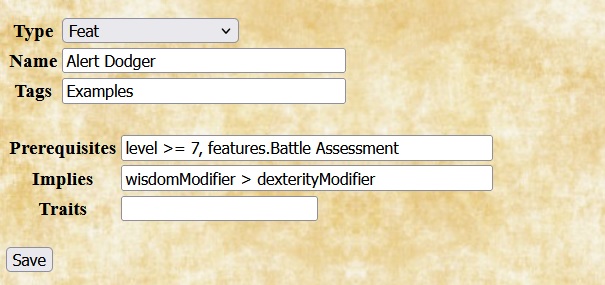 Type Feat
Name Alert Dodger
Tags Examples
Prerequisites level >= 7, features.Battle Assessment
Implies wisdomModifier > dexterityModifier
Traits
Save